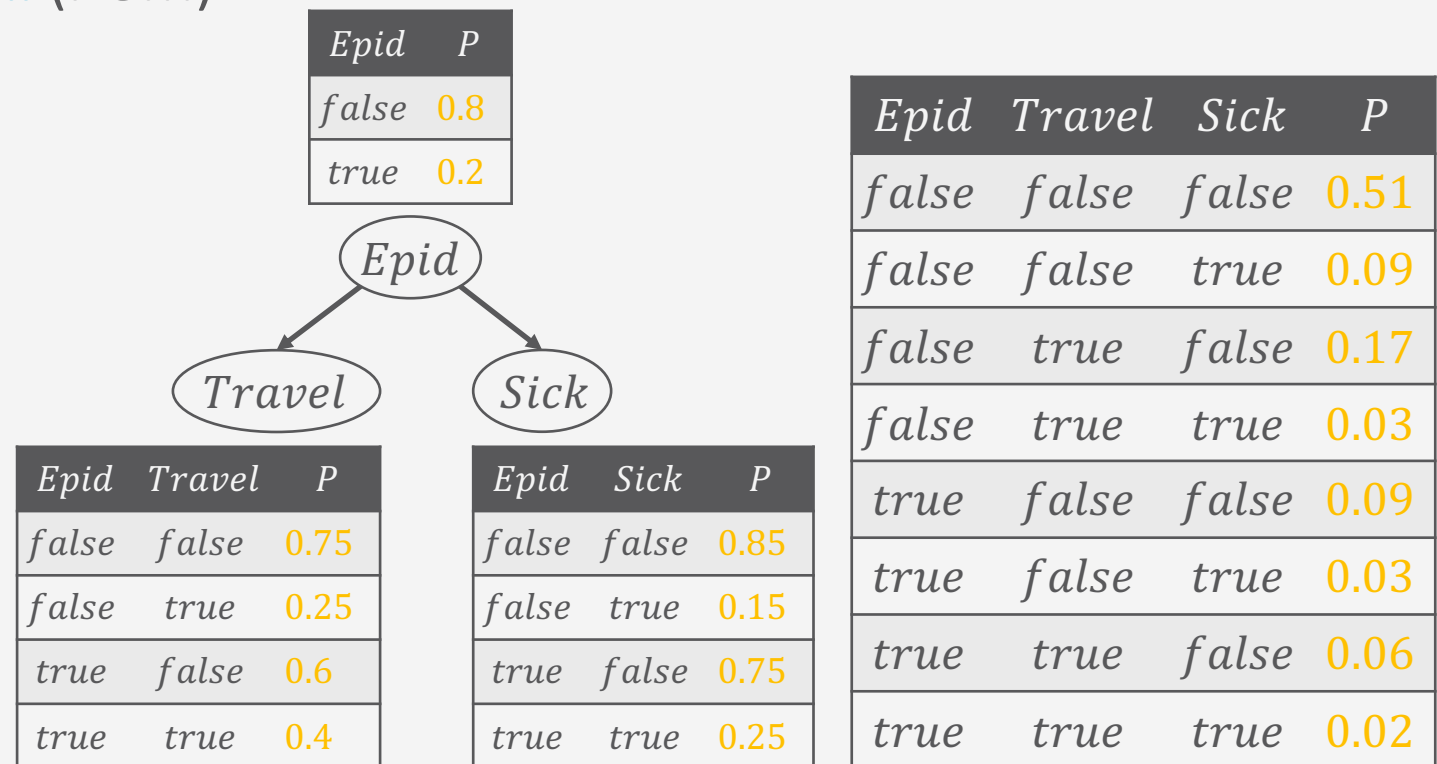 Epid P
false 0.8
true 0.2
Epid
Travel
Sick
Epid Travel P
false false 0.75
false true 0.25
true false 0.6
true true 0.4
Epid Sick P
false false 0.85
false true 0.15
true false 0.75
true true 0.25
Epid Travel Sick P
false false false 0.51
false false true 0.09
false true false 0.17
false true true 0.03
true false false 0.09
true false true 0.03
true true false 0.06
true true true 0.02